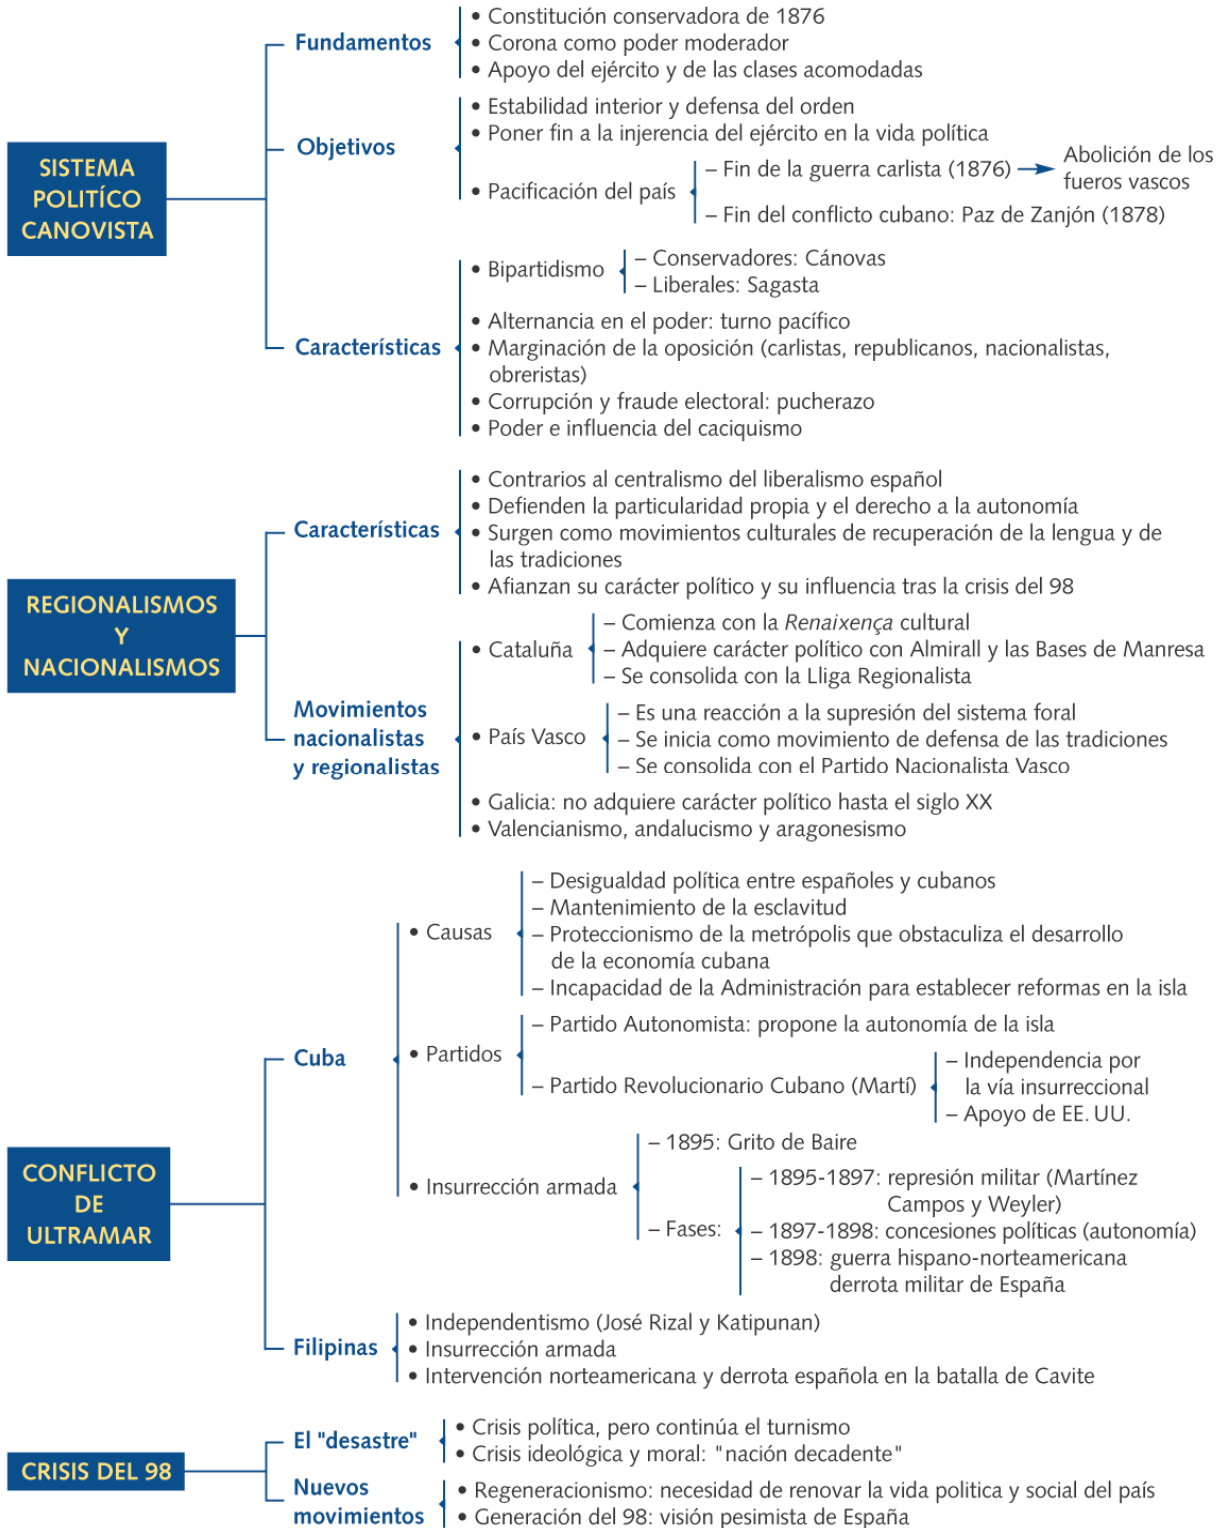 SISTEMA
POLITÍCO
CANOVISTA
Fundamentos
• Constitución conservadora de 1876
• Corona como poder moderador
• Apoyo del ejército y de las clases acomodadas
Objetivos
• Estabilidad interior y defensa del orden
• Poner fin a la injerencia del ejército en la vida política
• Pacificación del país
– Fin de la guerra carlista (1876)
Abolición de los
fueros vascos
– Fin del conflicto cubano: Paz de Zanjón (1878)
Características
• Bipartidismo
– Conservadores: Cánovas
– Liberales: Sagasta
• Alternancia en el poder: turno pacífico
• Marginación de la oposición (carlistas, republicanos, nacionalistas,
obreristas)
• Corrupción y fraude electoral: pucherazo
• Poder e influencia del caciquismo
REGIONALISMOS
Y
NACIONALISMOS
Características
• Contrarios al centralismo del liberalismo español
• Defienden la particularidad propia y el derecho a la autonomía
• Surgen como movimientos culturales de recuperación de la lengua y de
las tradiciones
• Afianzan su carácter político y su influencia tras la crisis del 98
Movimientos
nacionalistas
y regionalistas
• Cataluña
– Comienza con la Renaixença cultural
– Adquiere carácter político con Almirall y las Bases de Manresa
– Se consolida con la Lliga Regionalista
• País Vasco
– Es una reacción a la supresión del sistema foral
– Se inicia como movimiento de defensa de las tradiciones
– Se consolida con el Partido Nacionalista Vasco
• Galicia: no adquiere carácter político hasta el siglo XX
• Valencianismo, andalucismo y aragonesismo
CONFLICTO
DE
ULTRAMAR
Cuba
• Causas
– Desigualdad política entre españoles y cubanos
– Mantenimiento de la esclavitud
– Proteccionismo de la metrópolis que obstaculiza el desarrollo
de la economía cubana
– Incapacidad de la Administración para establecer reformas en la isla
• Partidos
– Partido Autonomista: propone la autonomía de la isla
– Partido Revolucionario Cubano (Martí)
– Independencia por
la vía insurreccional
– Apoyo de EE. UU.
• Insurrección armada
– 1895: Grito de Baire
– Fases:
– 1895-1897: represión militar (Martínez
Campos y Weyler)
– 1897-1898: concesiones políticas (autonomía)
– 1898: guerra hispano-norteamericana
derrota militar de España
Filipinas
• Independentismo (José Rizal y Katipunan)
• Insurrección armada
• Intervención norteamericana y derrota española en la batalla de Cavite
CRISIS DEL 98
El "desastre"
• Crisis política, pero continúa el turnismo
• Crisis ideológica y moral: "nación decadente"
Nuevos
movimientos
• Regeneracionismo: necesidad de renovar la vida politica y social del país
• Generación del 98: visión pesimista de España